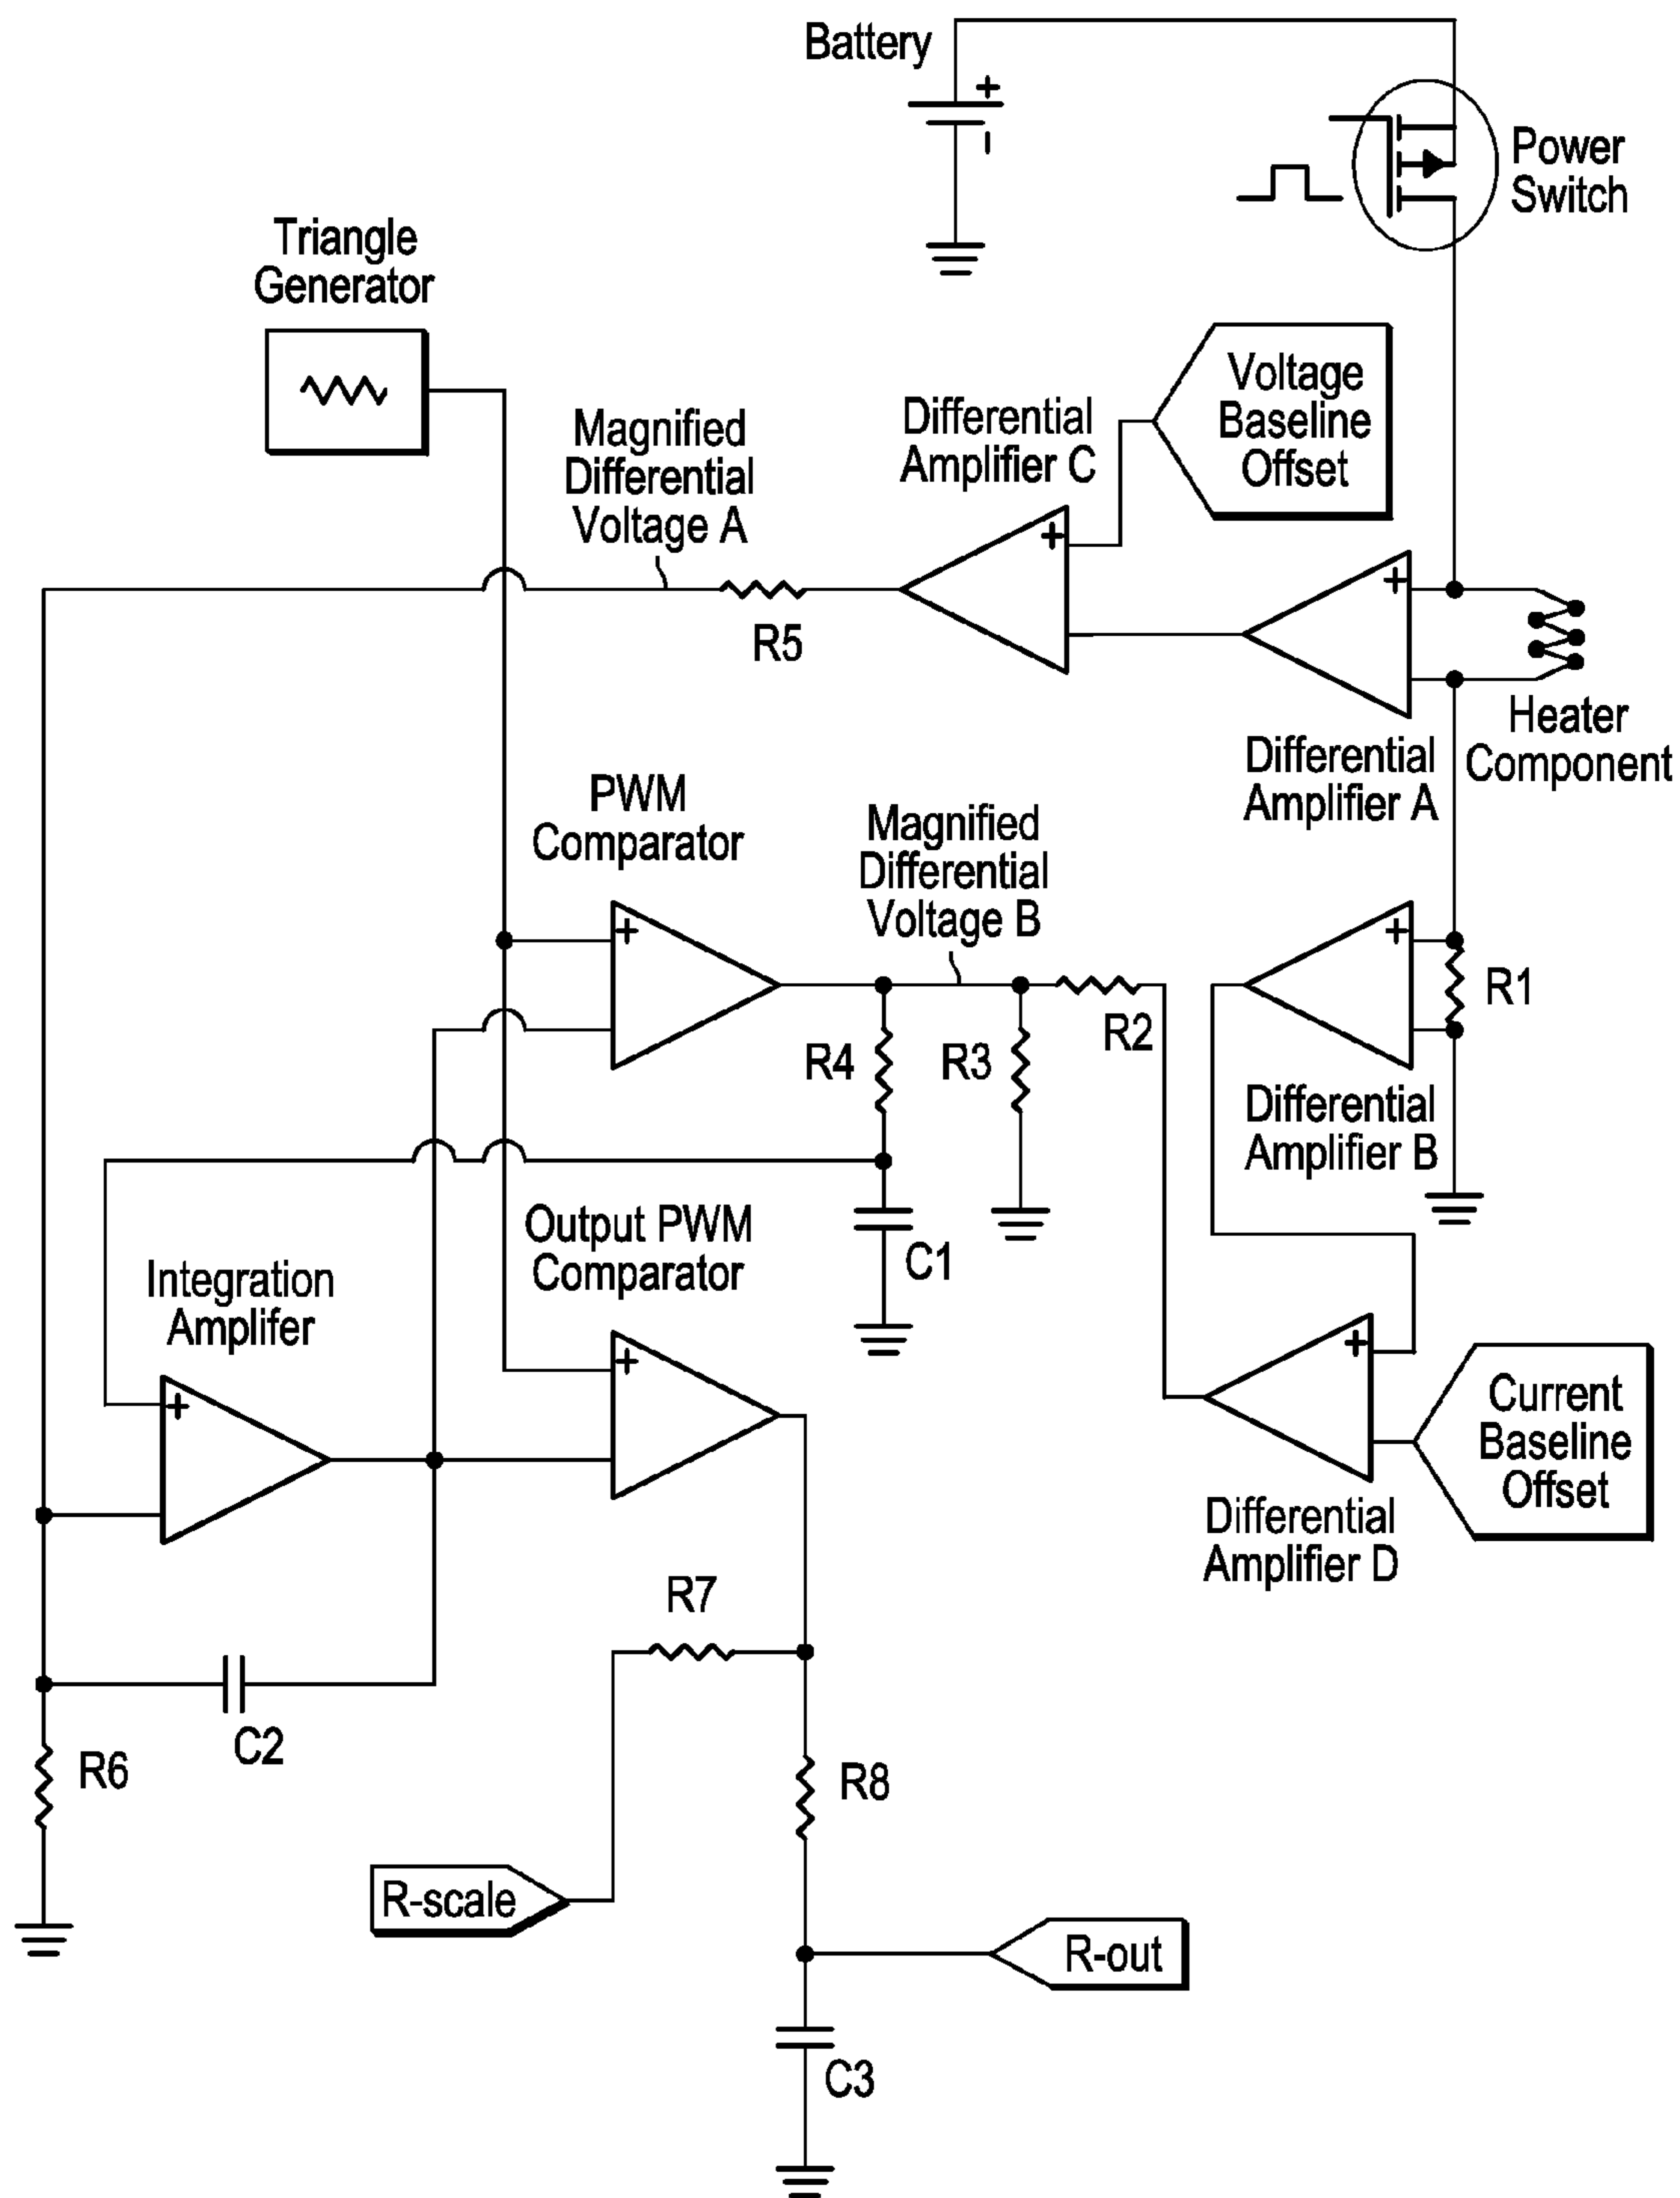 Battery
+
Power
Switch
Triangle
Generator
Voltage
Baseline
Offset
Differential
Amplifier C
Magnified
Differential
Voltage A
+
+
R5
Heater
Component
Differential
Amplifier A
PWM
Comparator
Magnified
Differential
Voltage B
+
+
R1
R2
R4
R3
Differential
Amplifier B
Output PWM
Comparator
C1
Integration
Amplifer
+
+
+
Current
Baseline
Offset
Differential
Amplifier D
R7
C2
R6
R8
R-scale
R-out
C3